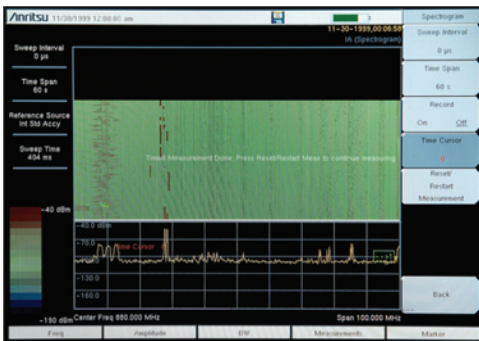 Anritsu 11/30/1999 12:00:00 am
11-30-1999,00:06:58
IA (Spectrogram)
Sweep Interval
0 µs
Time Span
60 s
Reference Source
Int Std Accy
Sweep Time
404 ms
-40 dBm
-190 dBm
Timed Measurement Done. Press Reset/Restart Meas to continue measuring
-40.0 dBm
-70.0
Time Cursor
-130.0
-160.0
Center Freq 680.000 MHz
Span 100.000 MHz
Spectrogram
Sweep Interval
0 µs
Time Span
60 s
Record
On Off
Time Cursor
0
Reset/
Restart
Measurement
Back
Freq
Amplitude
BW
Measurements
Marker